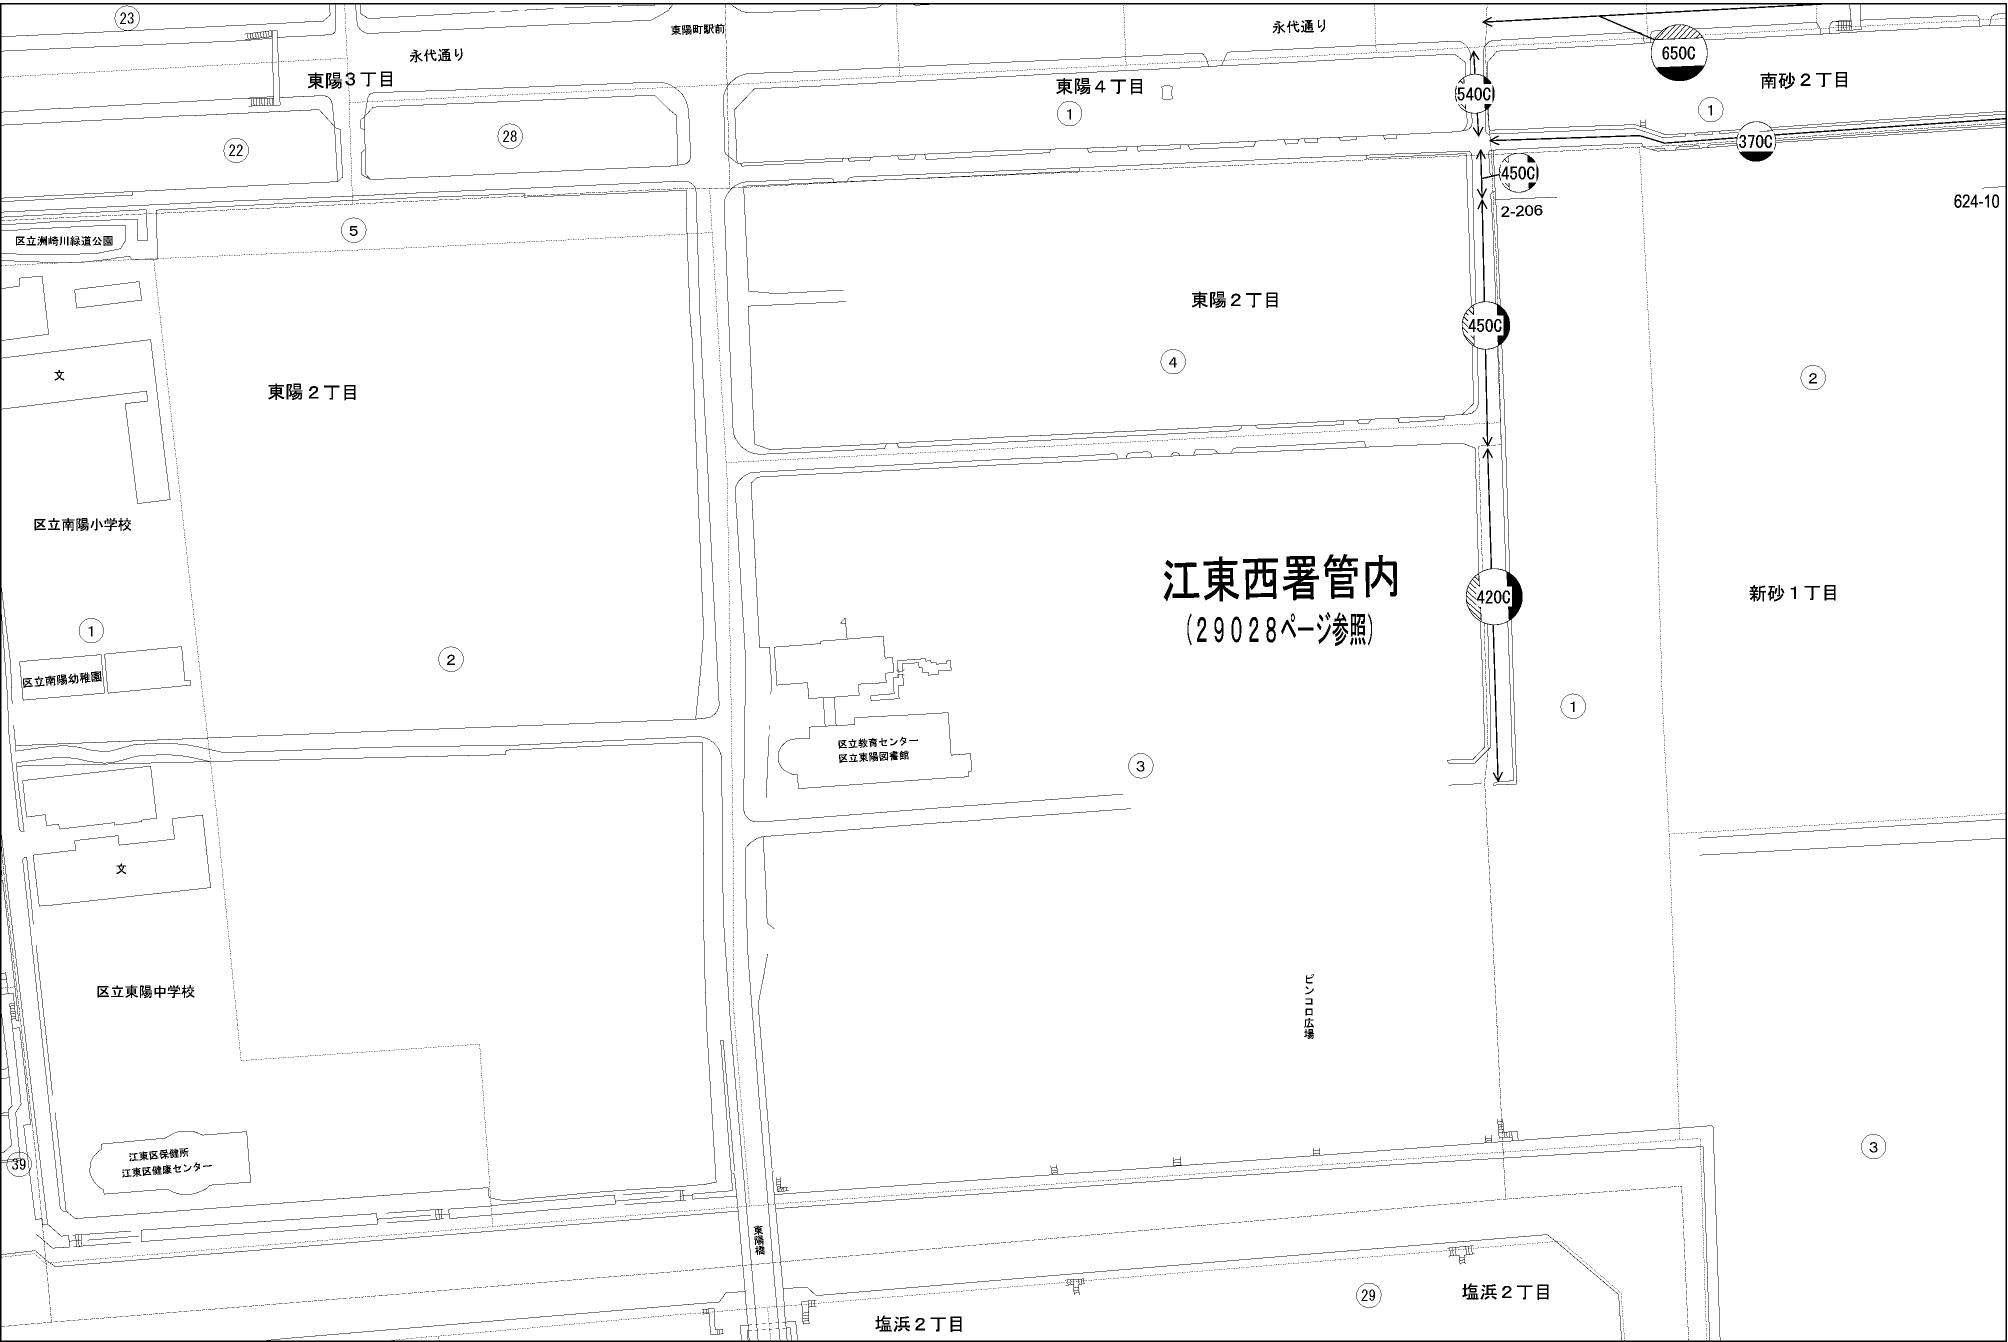 23
永代通り
東陽町駅前
永代通り
650C
東陽3丁目
東陽4丁目
540C
南砂2丁目
1
1
22
28
370C
450C
2-206
624-10
区立洲崎川緑道公園
5
東陽2丁目
450C
4
2
文
東陽2丁目
区立南陽小学校
江東西署管内
(29028ページ参照)
420C
新砂1丁目
1
4
2
区立南陽幼稚園
1
区立教育センター
区立東陽図書館
3
文
区立東陽中学校
ピンコロ広場
江東区保健所
江東区健康センター
39
3
東陽橋
29
塩浜2丁目
塩浜2丁目